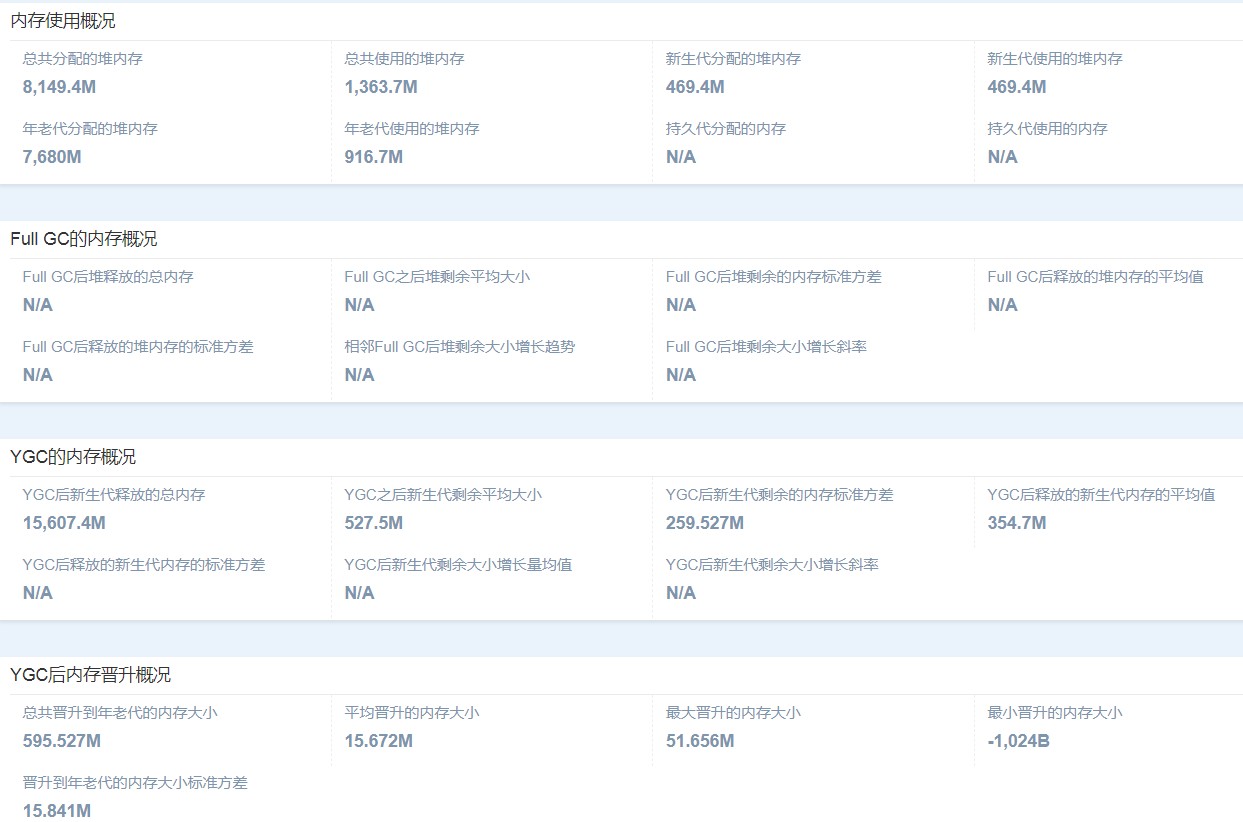 内存使用概况
总共分配的堆内存 总共使用的堆内存 新生代分配的堆内存 新生代使用的堆内存
8,149.4M 1,363.7M 469.4M 469.4M
年老代分配的堆内存 年老代使用的堆内存 持久代分配的内存 持久代使用的内存
7,680M 916.7M N/A N/A
Full GC的内存概况
Full GC后堆释放的总内存 Full GC之后堆剩余平均大小 Full GC后堆剩余的内存标准方差 Full GC后释放的堆内存的平均值
N/A N/A N/A N/A
Full GC后释放的堆内存的标准方差 相邻Full GC后堆剩余大小增长趋势 Full GC后堆剩余大小增长斜率
N/A N/A N/A
YGC的内存概况
YGC后新生代释放的总内存 YGC之后新生代剩余平均大小 YGC后新生代剩余的内存标准方差 YGC后释放的新生代内存的平均值
15,607.4M 527.5M 259.527M 354.7M
YGC后释放的新生代内存的标准方差 YGC后新生代剩余大小增长量均值 YGC后新生代剩余大小增长斜率
N/A N/A N/A
YGC后内存晋升概况
总共晋升到年老代的内存大小 平均晋升的内存大小 最大晋升的内存大小 最小晋升的内存大小
595.527M 15.672M 51.656M -1,024B
晋升到年老代的内存大小标准方差
15.841M